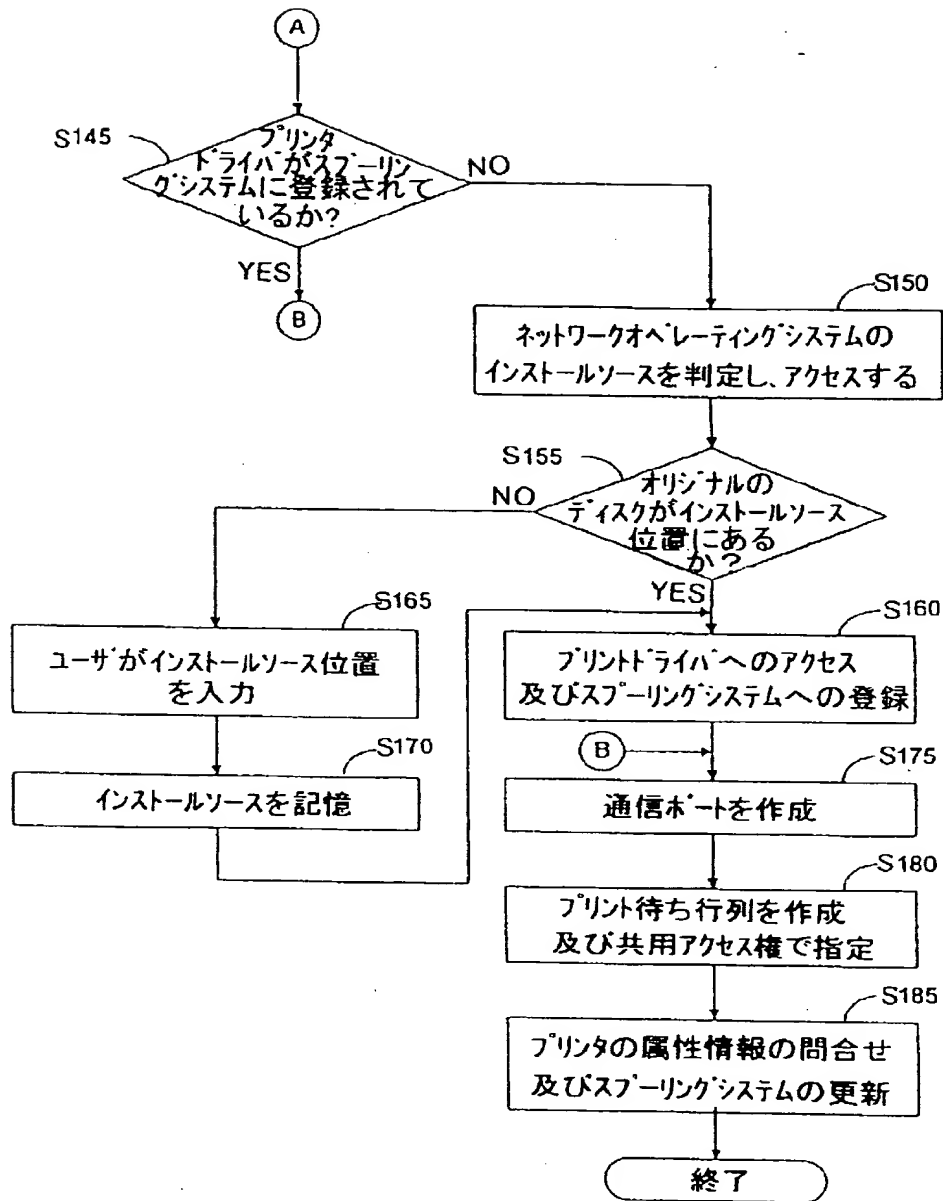 A
S145
プリンタ
ドライバがスプーリン
グシステムに登録されて
いるか?
NO
YES
B
S150
ネットワークオペレーティングシステムの
インストールソースを判定し、アクセスする
S155
オリジナルの
ディスクがインストールソース
位置にある
か?
NO
YES
S165
ユーザがインストールソース位置
を入力
S160
プリントドライバへのアクセス
及びスプーリングシステムへの登録
S170
インストールソースを記憶
B
S175
通信ポートを作成
S180
プリント待ち行列を作成
及び共用アクセス権で指定
S185
プリンタの属性情報の問合せ
及びスプーリングシステムの更新
終了